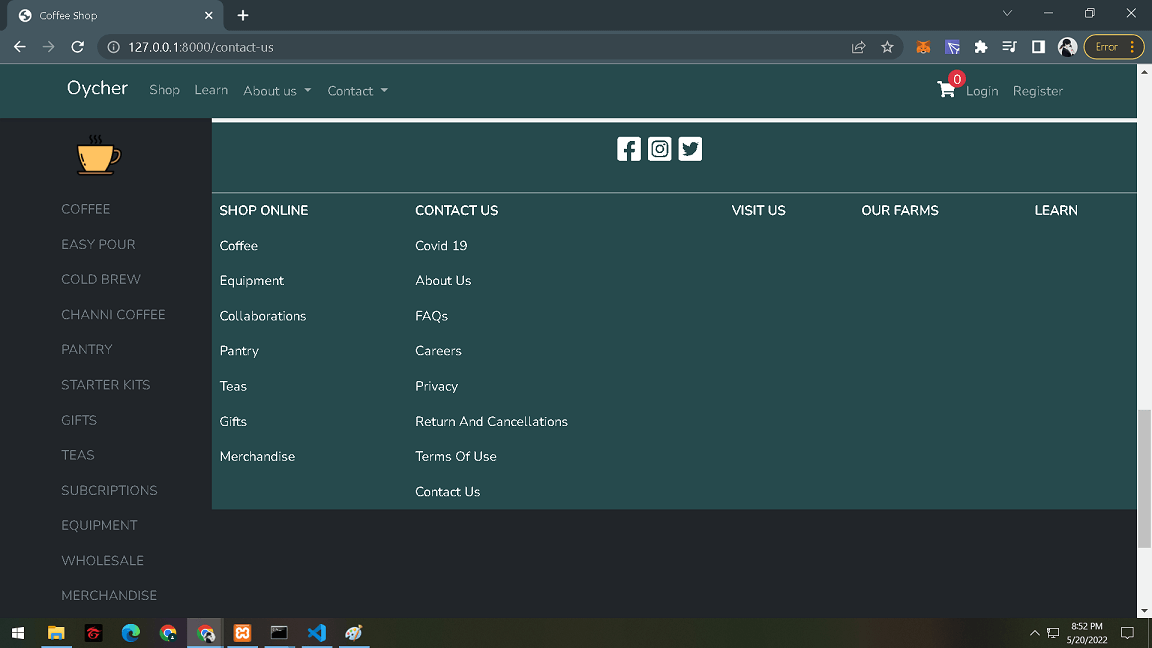 Coffee Shop
127.0.0.1:8000/contact-us
Error
Oycher Shop Learn About us Contact 0 Login Register
COFFEE
EASY POUR
COLD BREW
CHANNI COFFEE
PANTRY
STARTER KITS
GIFTS
TEAS
SUBCRIPTIONS
EQUIPMENT
WHOLESALE
MERCHANDISE
SHOP ONLINE
Coffee
Equipment
Collaborations
Pantry
Teas
Gifts
Merchandise
CONTACT US
Covid 19
About Us
FAQs
Careers
Privacy
Return And Cancellations
Terms Of Use
Contact Us
VISIT US
OUR FARMS
LEARN
8:52 PM
5/20/2022